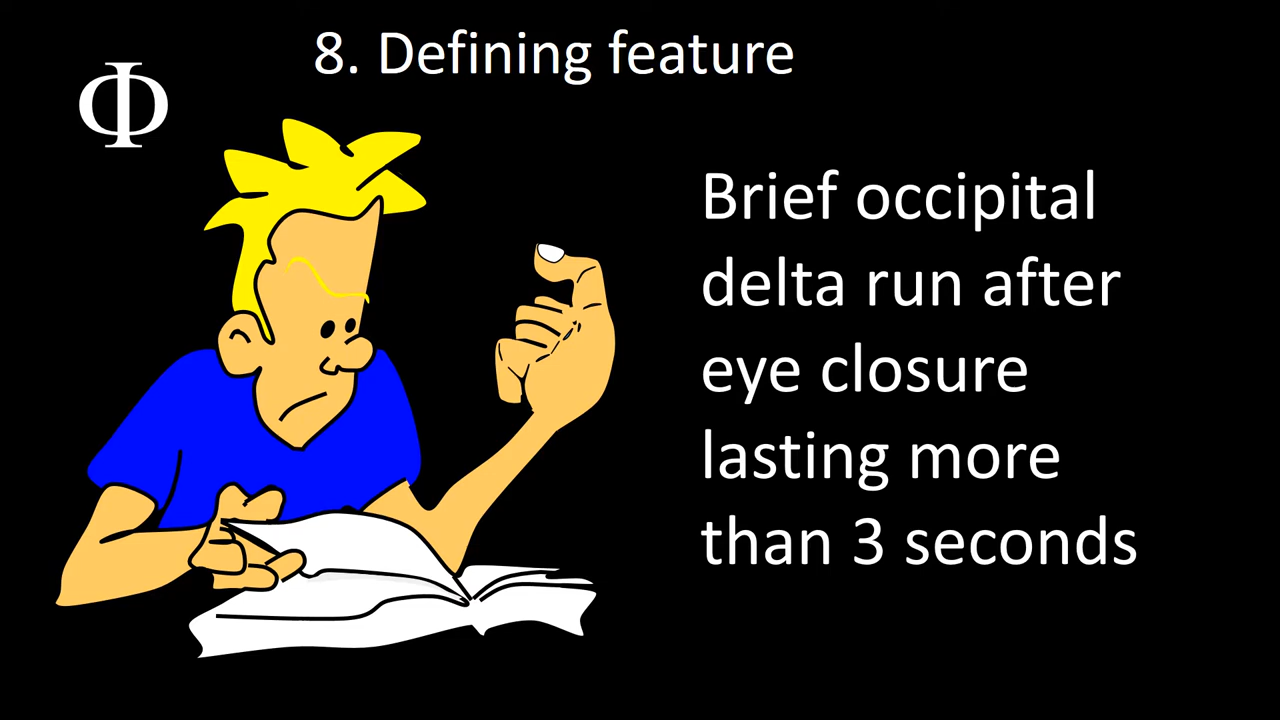 8. Defining feature
Φ
Brief occipital
delta run after
eye closure
lasting more
than 3 seconds